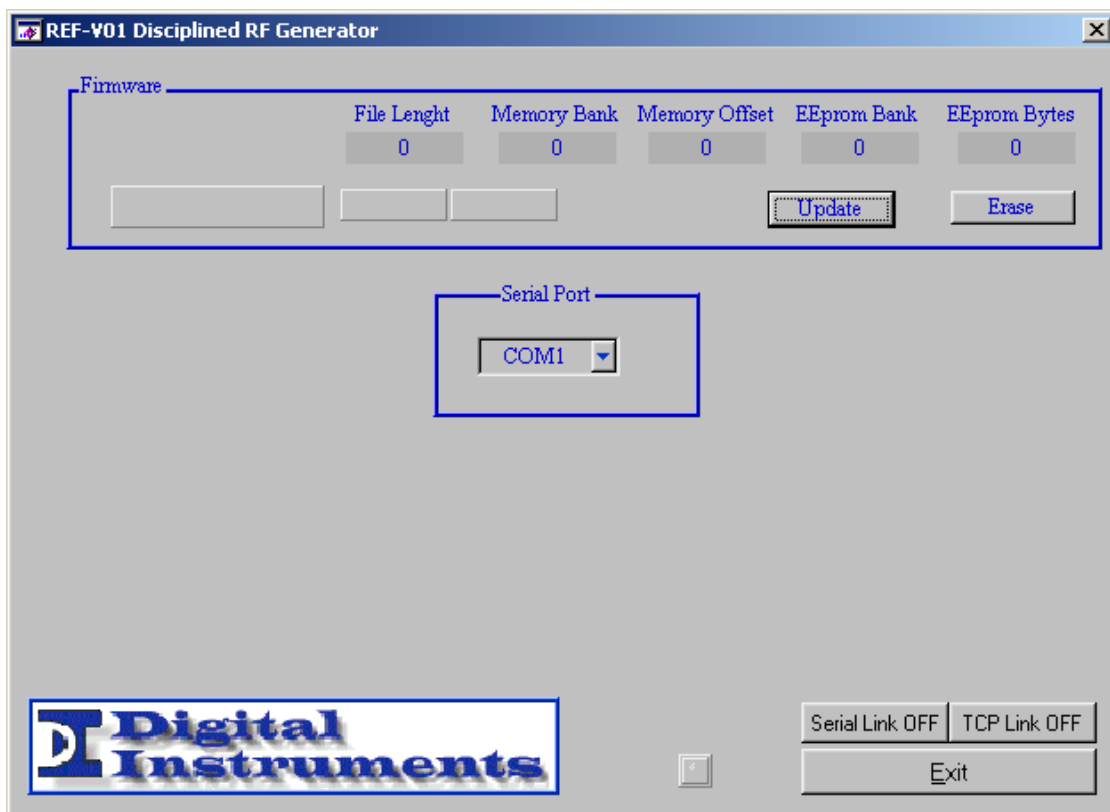 REF-V01 Disciplined RF Generator
Firmware
File Lenght Memory Bank Memory Offset EEprom Bank EEprom Bytes
0 0 0 0 0
Update Erase
Serial Port
COM1
Digital
Instruments
Serial Link OFF TCP Link OFF
Exit